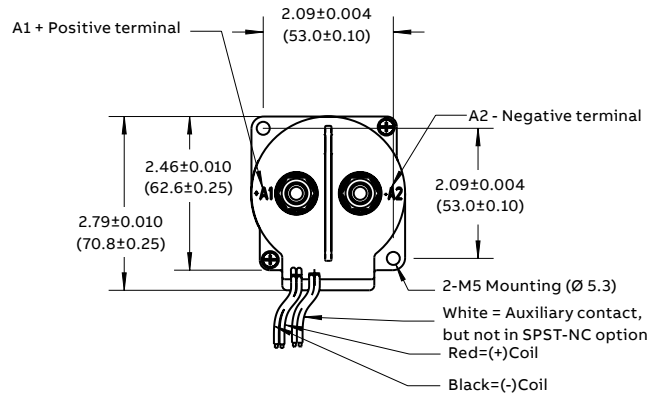 2.09±0.004
(53.0±0.10)
A1 + Positive terminal
A2 - Negative terminal
2.46±0.010
(62.6±0.25)
2.79±0.010
(70.8±0.25)
+A1
-A2
2.09±0.004
(53.0±0.10)
2-M5 Mounting (Ø 5.3)
White = Auxiliary contact,
but not in SPST-NC option
Red=(+)Coil
Black=(-)Coil